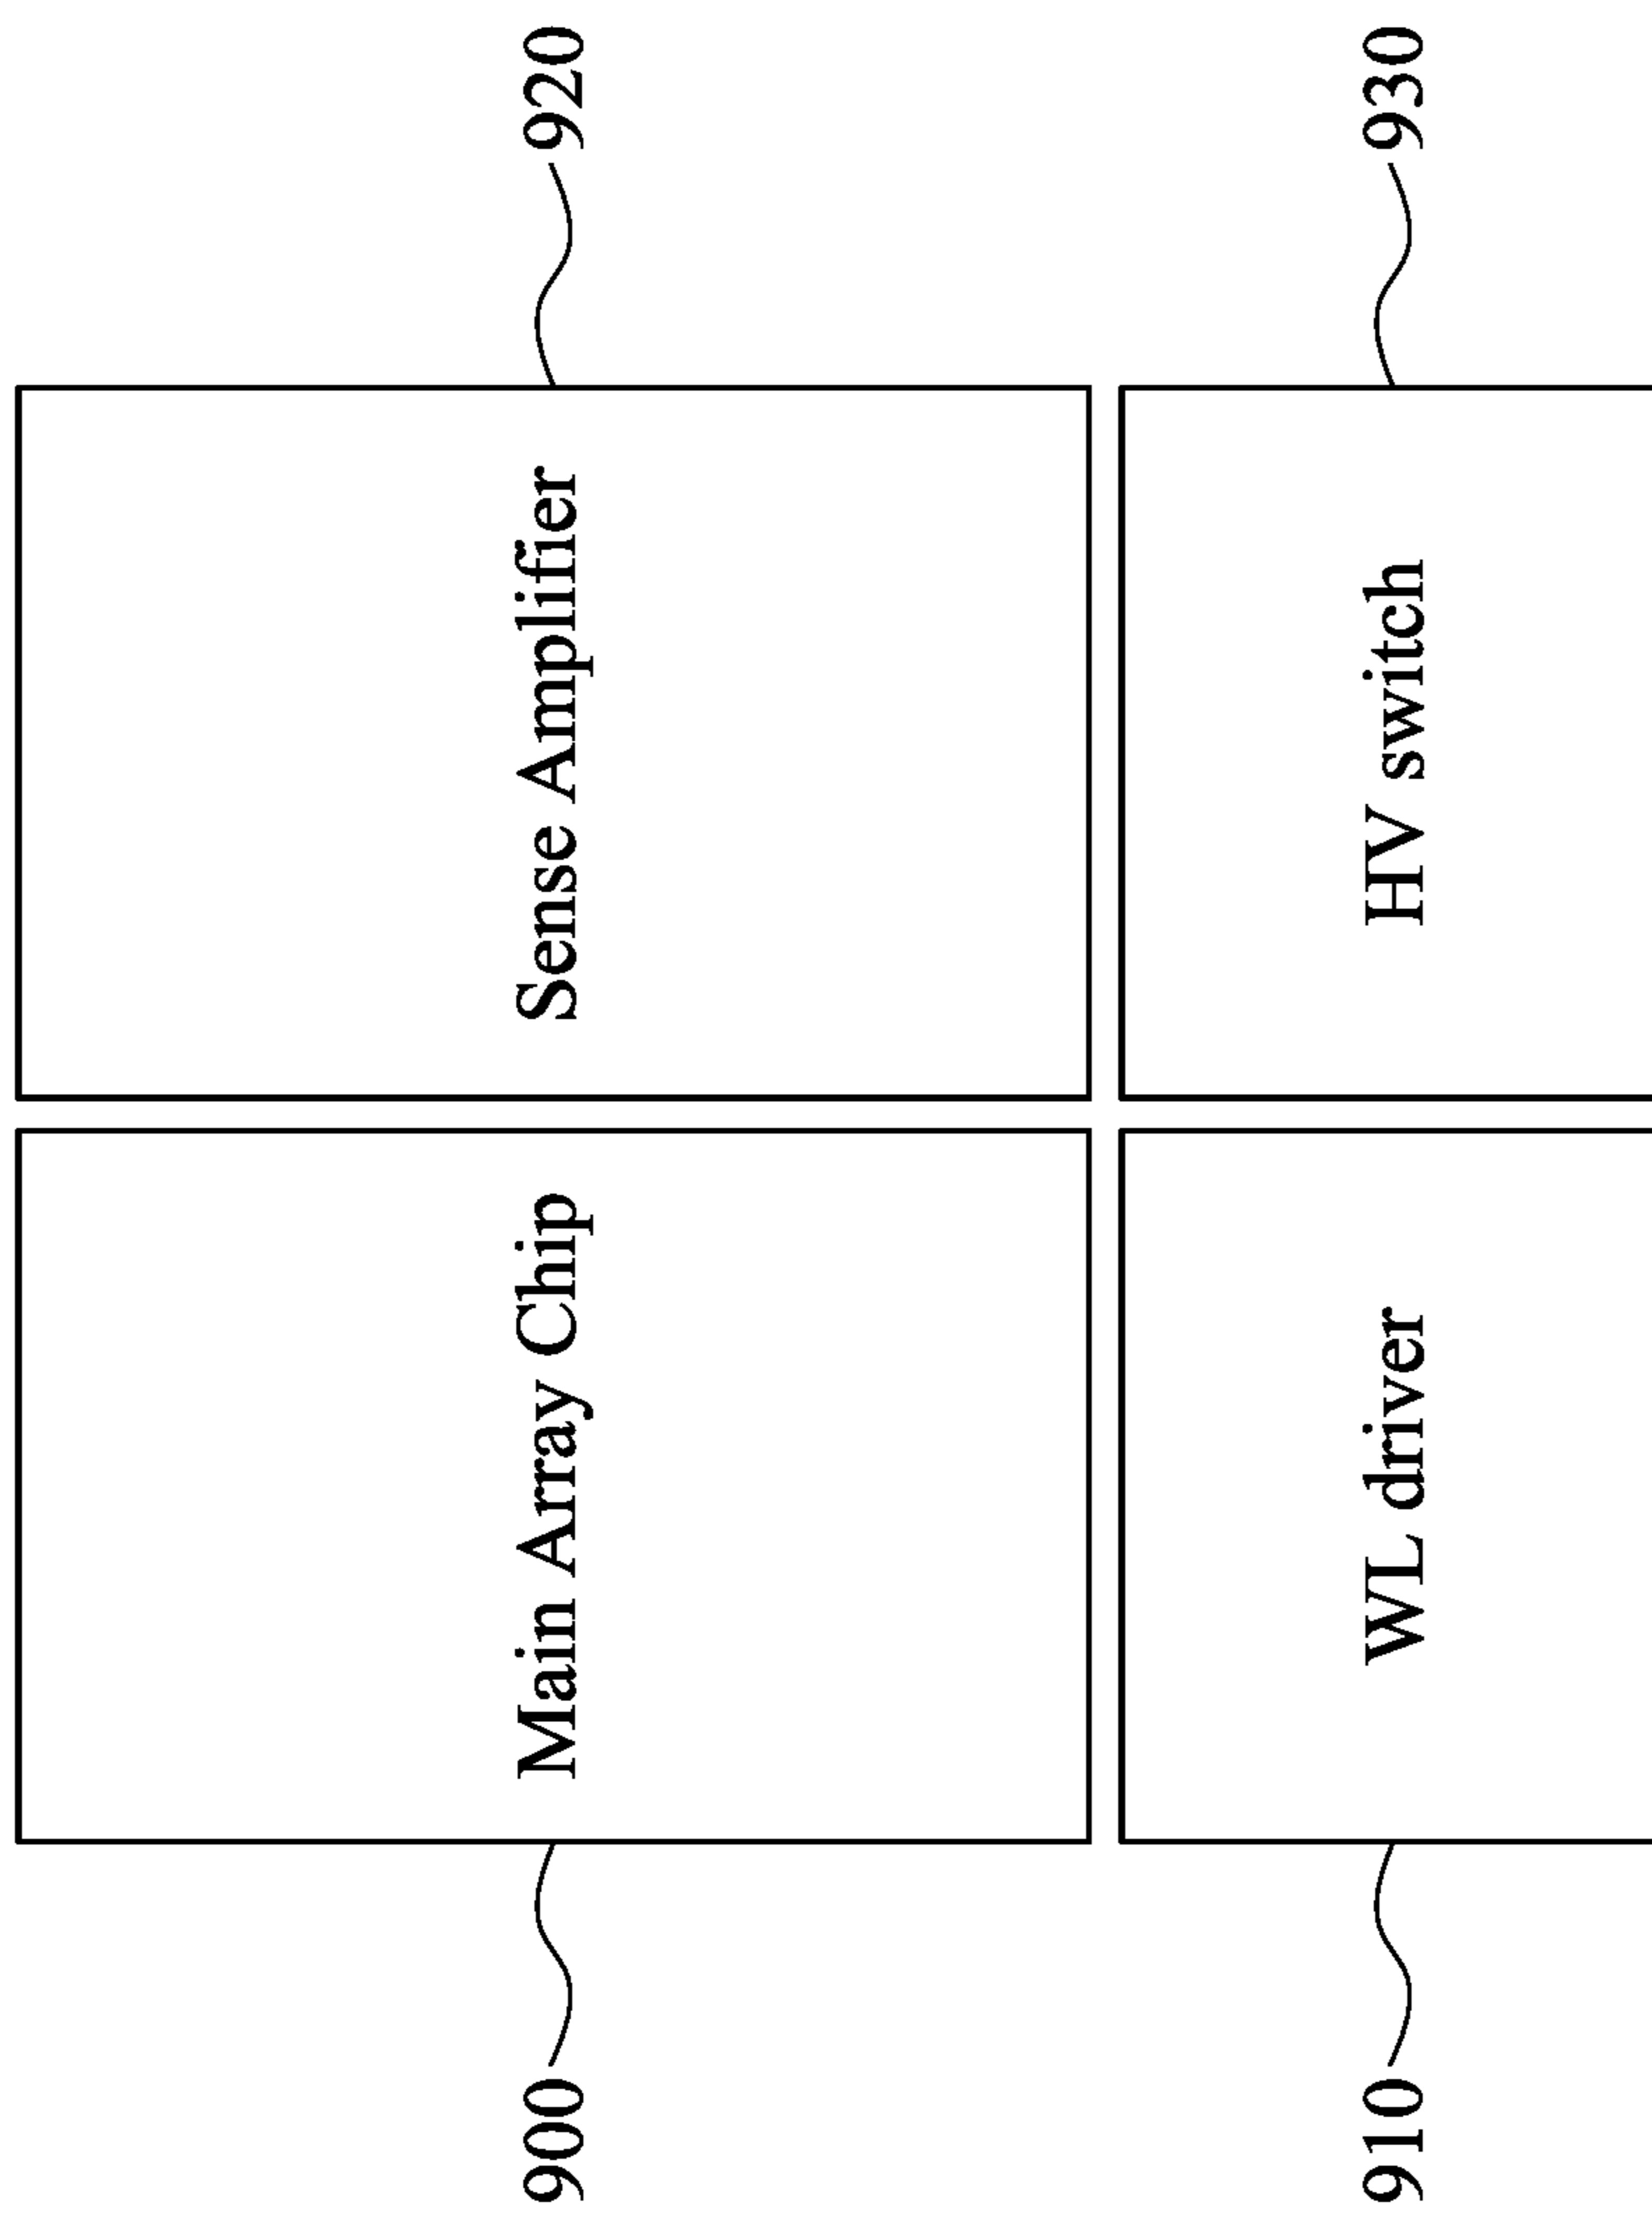 900
Main Array Chip
Sense Amplifier
920
910
WL driver
HV switch
930